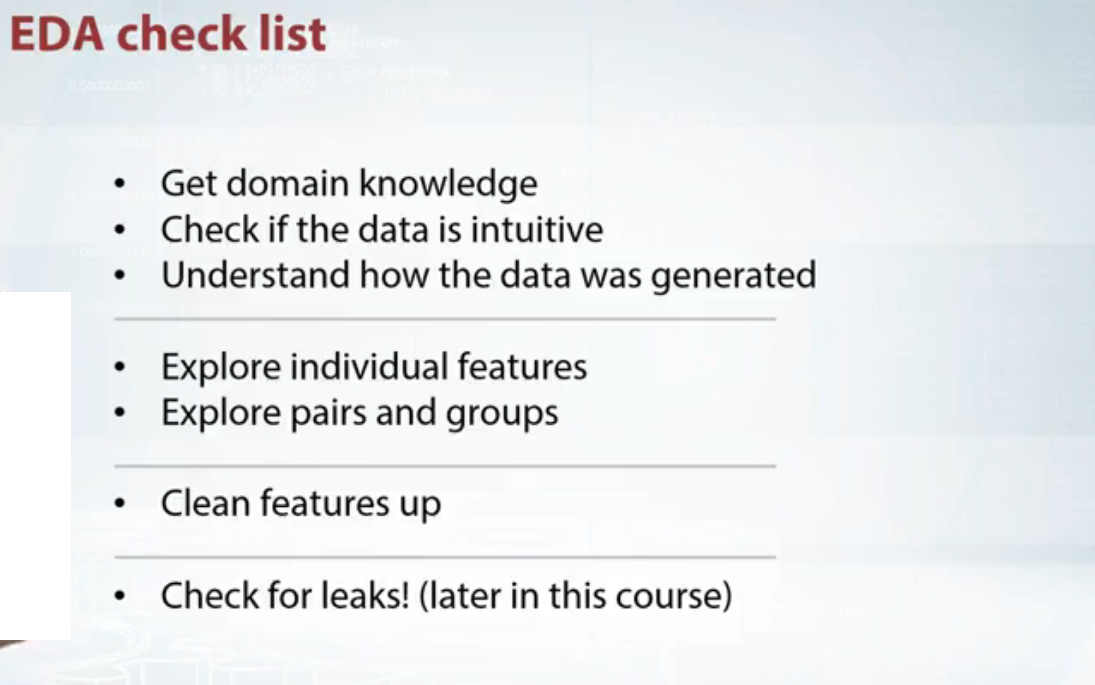 EDA check list
• Get domain knowledge
• Check if the data is intuitive
• Understand how the data was generated
• Explore individual features
• Explore pairs and groups
• Clean features up
• Check for leaks! (later in this course)